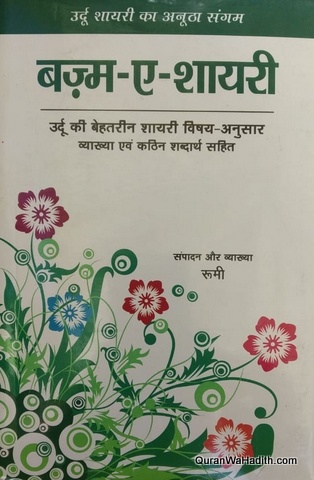 उर्दू शायरी का अनूठा संगम
बज़्म-ए-शायरी
उर्दू की बेहतरीन शायरी विषय-अनुसार
व्याख्या एवं कठिन शब्दार्थ सहित
संपादन और व्याख्या
रूमी
QuranWaHadith.com